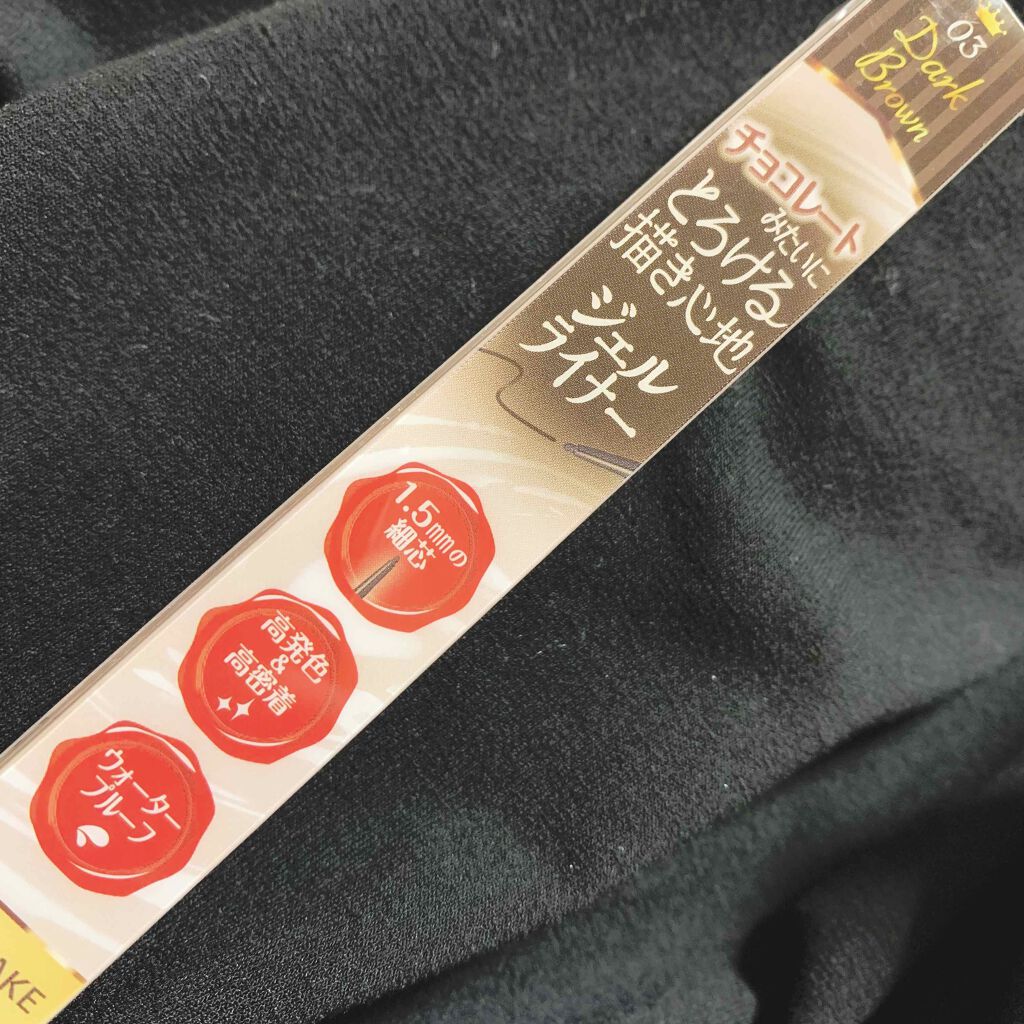 03
Dark
Brown
チョコレート
みたいに
とろける
描き心地
ジェル
ライナー
1.5mmの
細芯
高発色
&
高密着
ウォーター
プルーフ
AKE